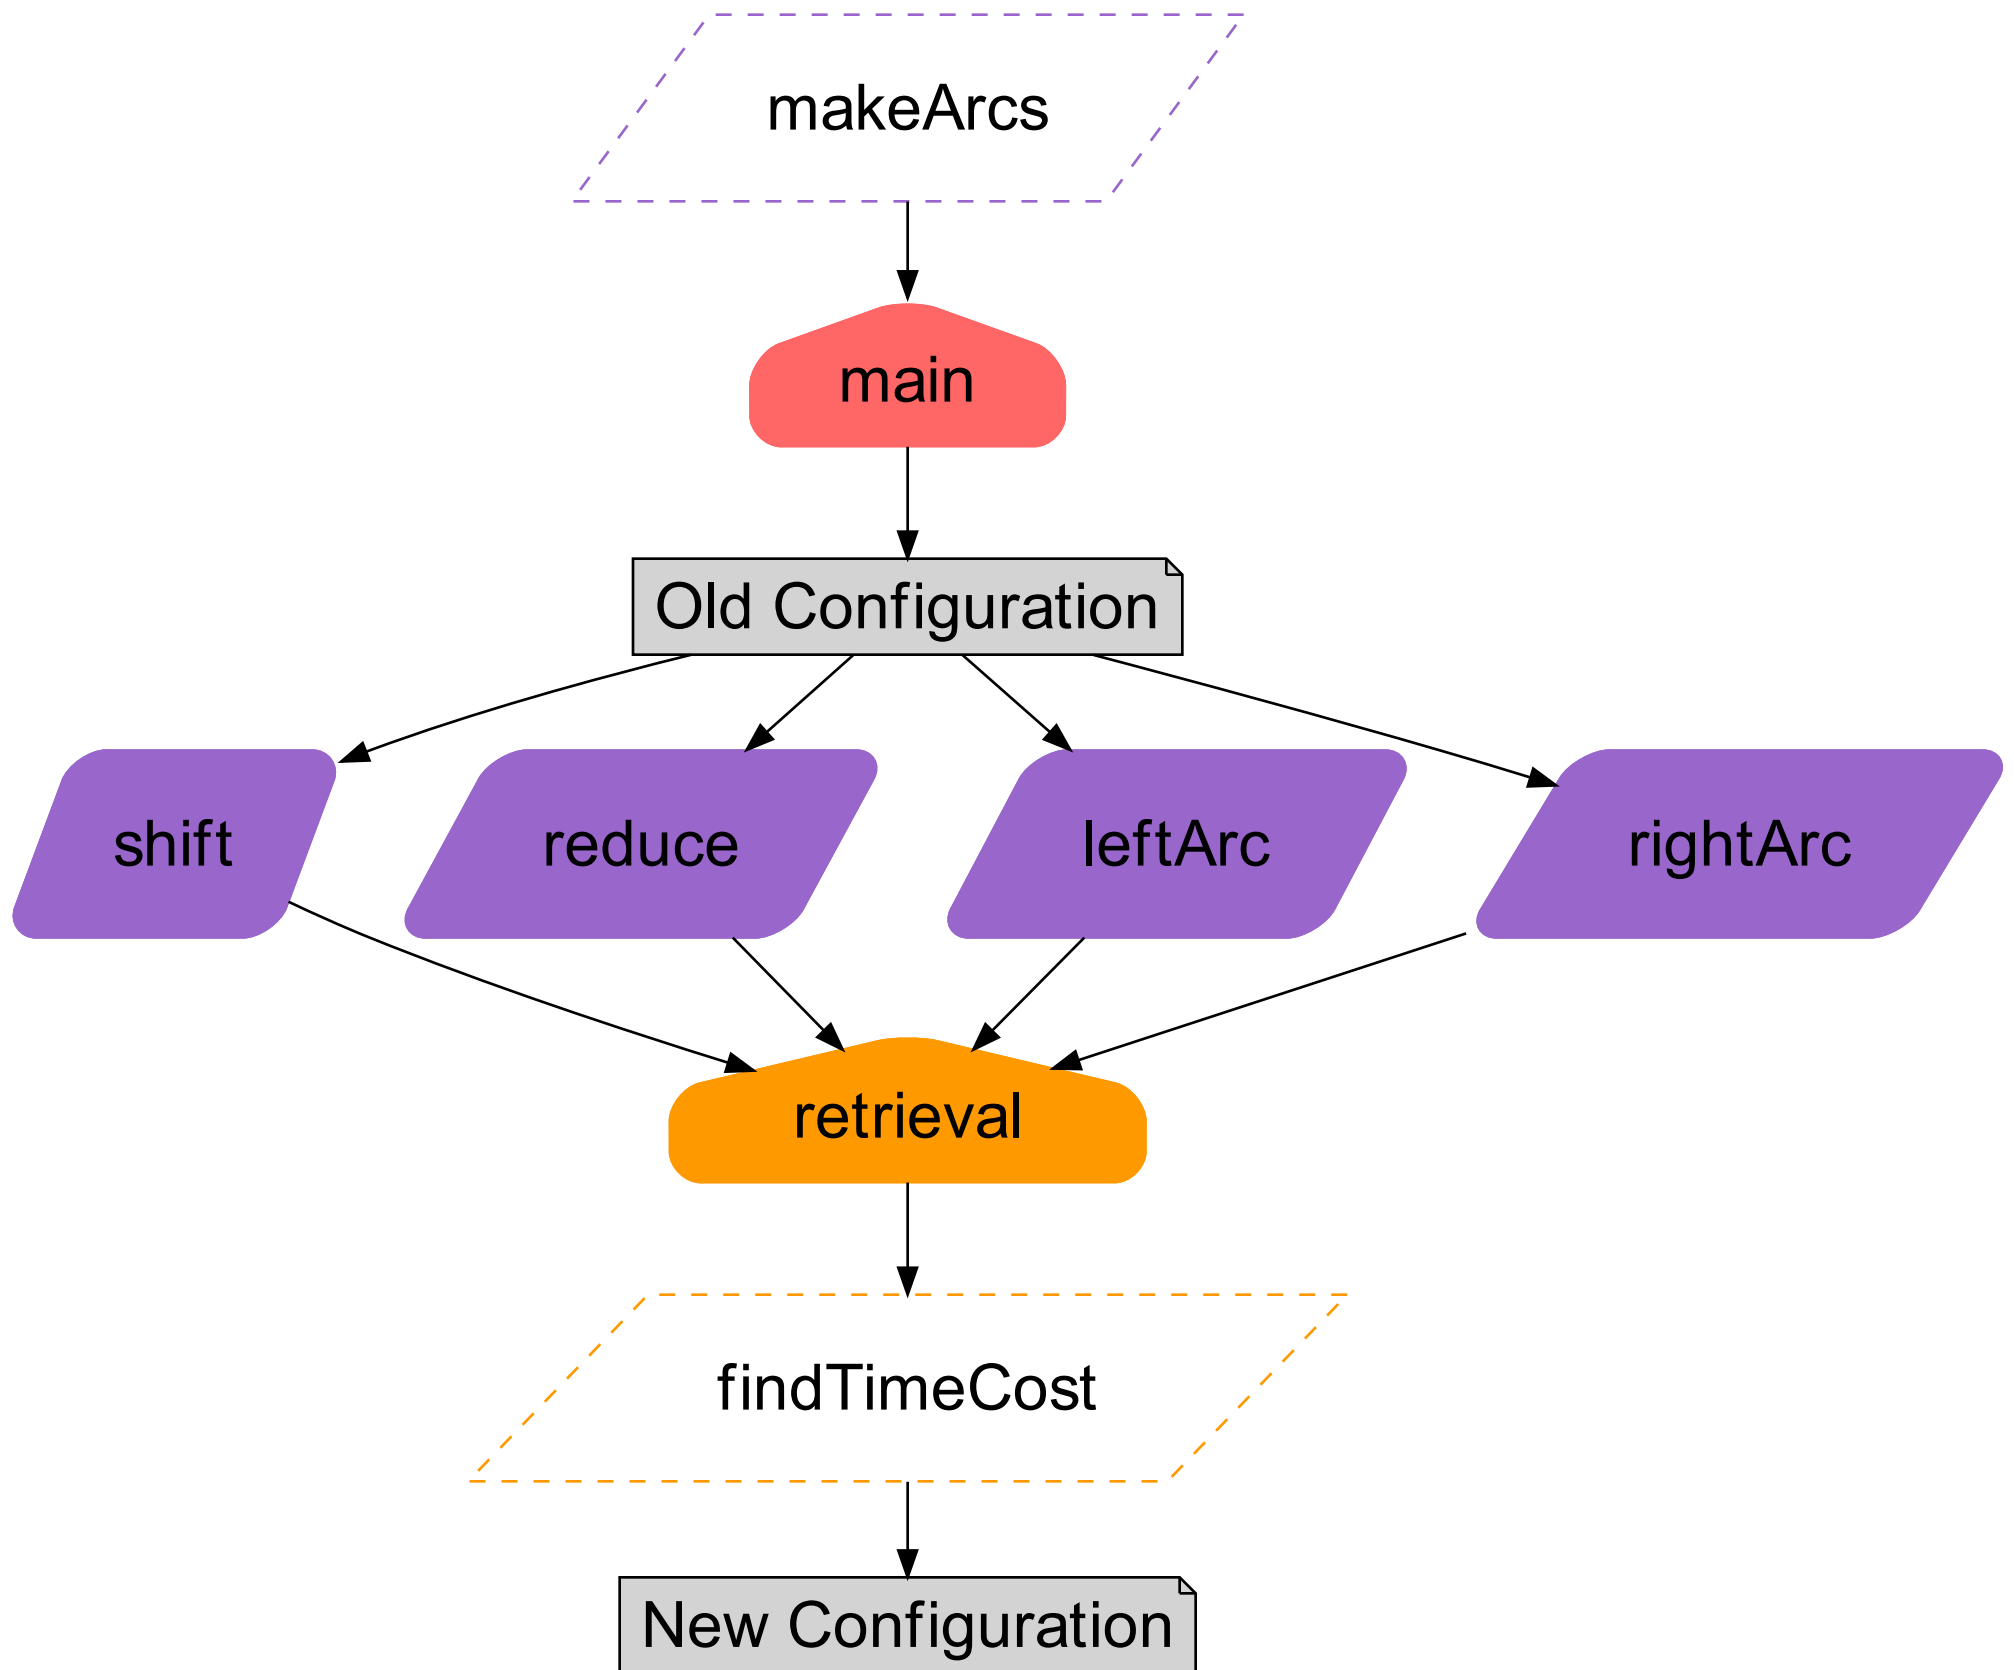 makeArcs
main
Old Configuration
shift
reduce
leftArc
rightArc
retrieval
findTimeCost
New Configuration